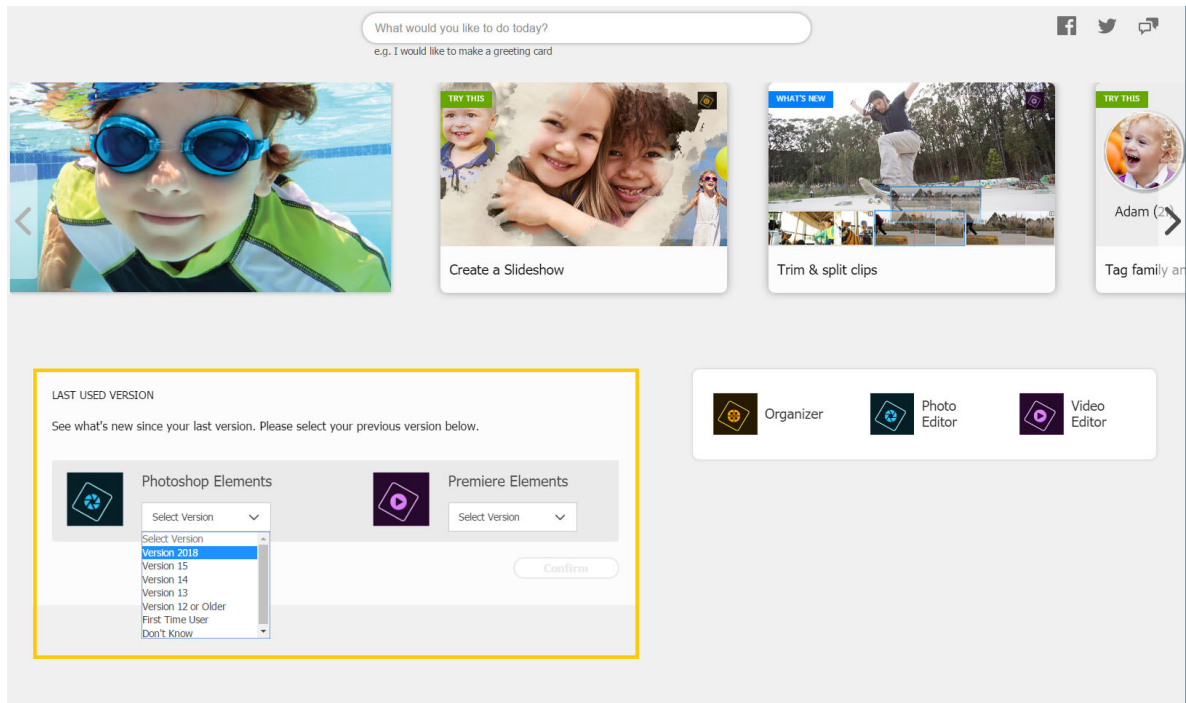 What would you like to do today?
e.g. I would like to make a greeting card
TRY THIS
Create a Slideshow
WHAT'S NEW
Trim & split clips
TRY THIS
Adam (2
Tag family an
LAST USED VERSION
See what's new since your last version. Please select your previous version below.
Photoshop Elements
Select Version
Select Version
Version 2018
Version 15
Version 14
Version 13
Version 12 or Older
First Time User
Don't Know
Premiere Elements
Select Version
Confirm
Organizer
Photo
Editor
Video
Editor